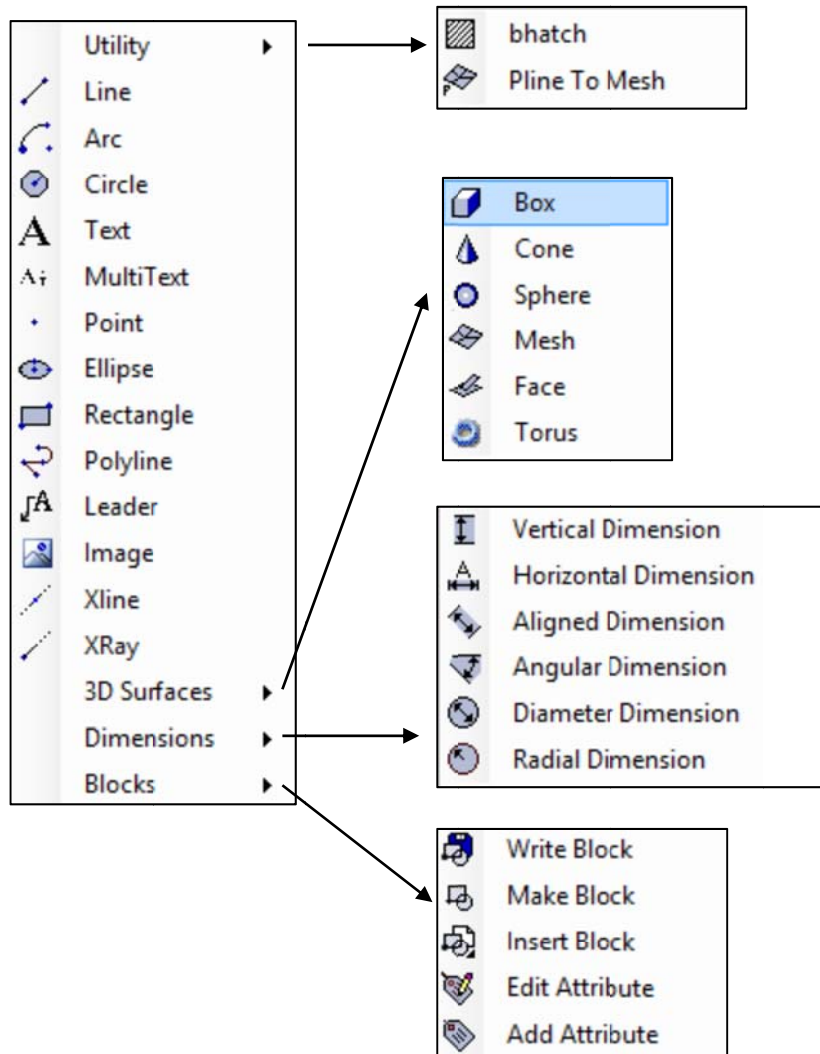 Utility
Line
Arc
Circle
Text
MultiText
Point
Ellipse
Rectangle
Polyline
Leader
Image
Xline
XRay
3D Surfaces
Dimensions
Blocks
bhatch
Pline To Mesh
Box
Cone
Sphere
Mesh
Face
Torus
Vertical Dimension
Horizontal Dimension
Aligned Dimension
Angular Dimension
Diameter Dimension
Radial Dimension
Write Block
Make Block
Insert Block
Edit Attribute
Add Attribute